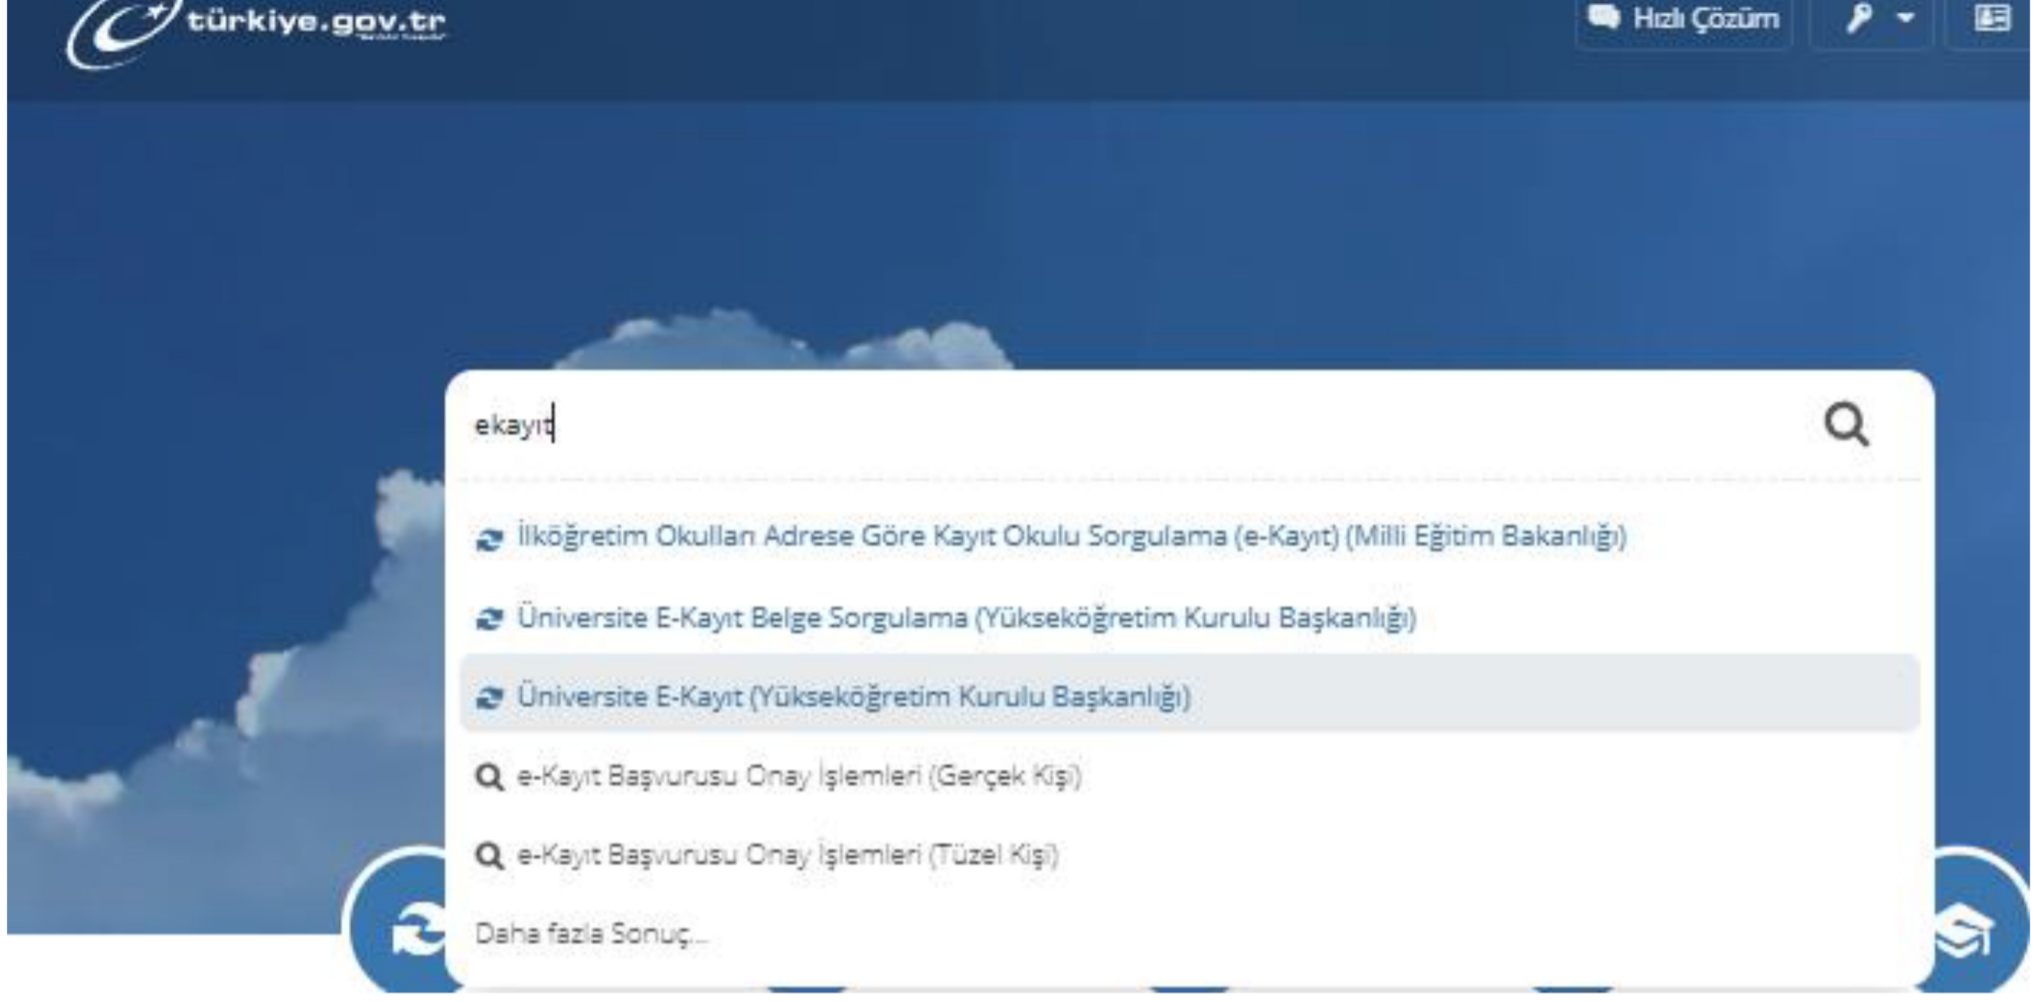 türkiye.gov.tr
Hızlı Çözüm
ekayıt
İlköğretim Okulları Adrese Göre Kayıt Okulu Sorgulama (e-Kayıt) (Milli Eğitim Bakanlığı)
Üniversite E-Kayıt Belge Sorgulama (Yükseköğretim Kurulu Başkanlığı)
Üniversite E-Kayıt (Yükseköğretim Kurulu Başkanlığı)
e-Kayıt Başvurusu Onay İşlemleri (Gerçek Kişi)
e-Kayıt Başvurusu Onay İşlemleri (Tüzel Kişi)
Daha fazla Sonuç...